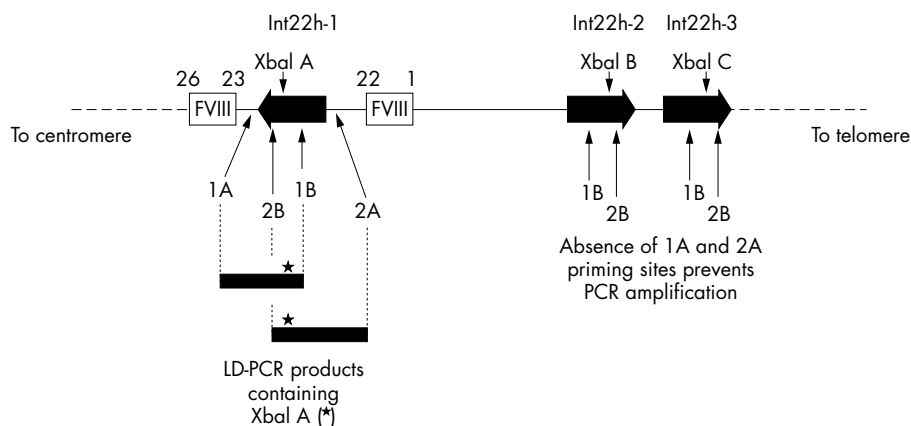 Int22h-1 Int22h-2 Int22h-3
XbaI A XbaI B XbaI C
26 23 22 1
FVIII FVIII
To centromere To telomere
1A 2B 1B 2A 1B 2B 1B 2B
Absence of 1A and 2A
priming sites prevents
PCR amplification
LD-PCR products
containing
XbaI A (★)